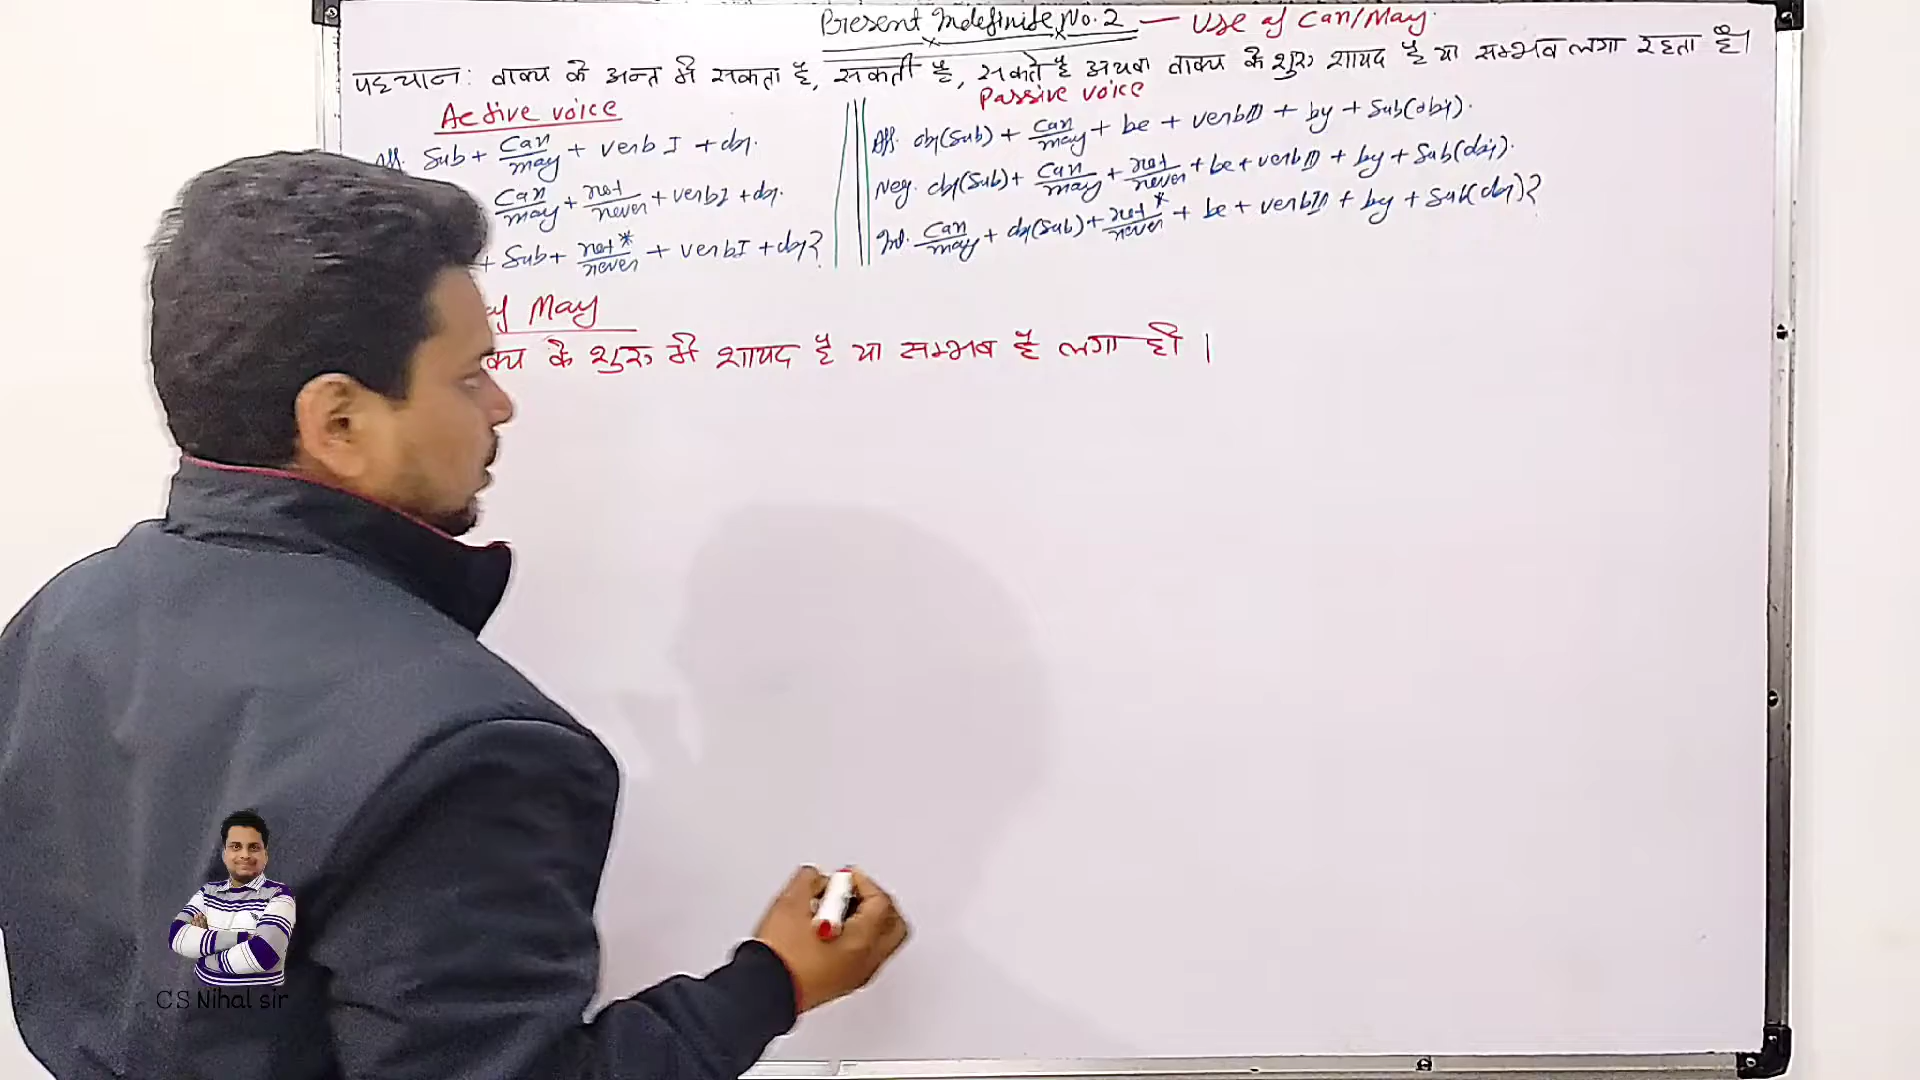 Present Indefinite No. 2 — Use of Can/May.
पहचान: वाक्य के अन्त में सकता है, सकती है, सकते है अथवा वाक्य के शुरू शायद है या सम्भव लगा रहता है।
Active voice
Passive voice
Aff. Sub + Can/may + verb I + obj.
Can/may + not/never + verb I + obj.
+ Sub + not*/never + verb I + obj?
Aff. obj(Sub) + Can/may + be + verb III + by + Sub(obj).
Neg. obj(Sub) + Can/may + not/never + be + verb III + by + Sub(obj).
Int. Can/may + obj(Sub) + not*/never + be + verb III + by + Sub(obj)?
of May
क्य के शुरू में शायद है या सम्भव है लगा हो।
CS Nihal sir